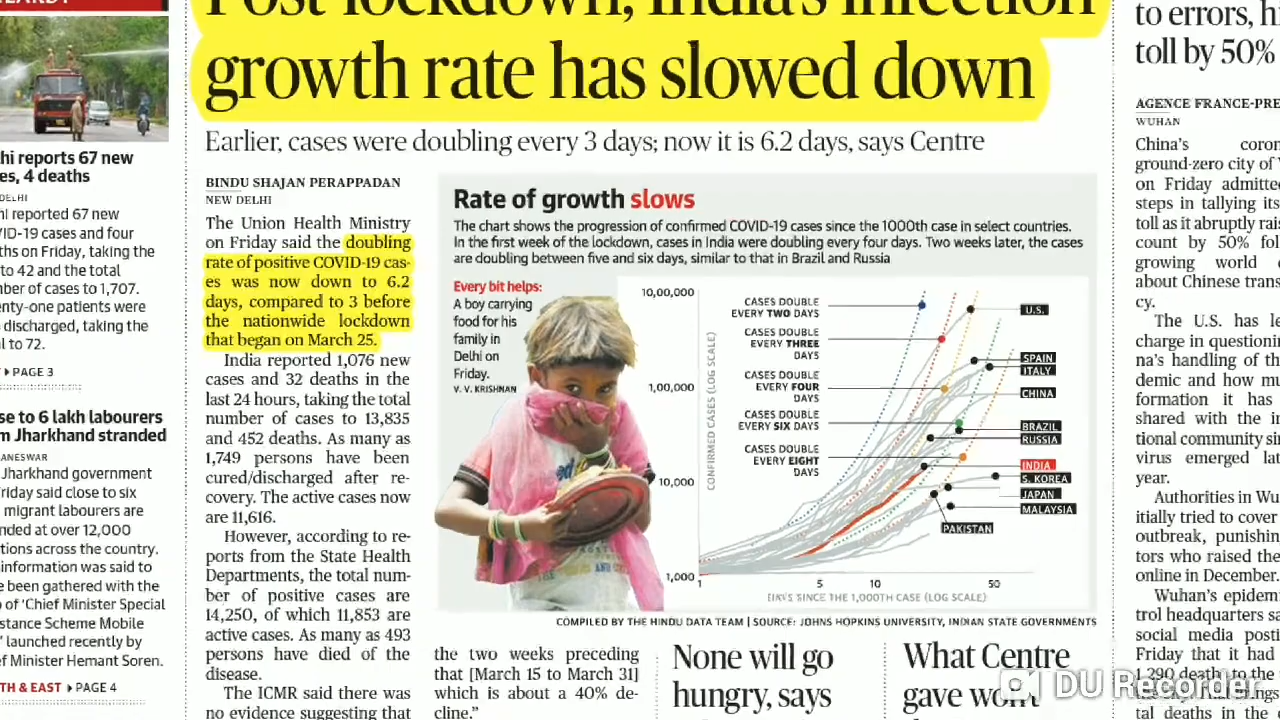 Post lockdown, India's infection
growth rate has slowed down
Earlier, cases were doubling every 3 days; now it is 6.2 days, says Centre
BINDU SHAJAN PERAPPADAN
NEW DELHI
The Union Health Ministry
on Friday said the doubling
rate of positive COVID-19 cas-
es was now down to 6.2
days, compared to 3 before
the nationwide lockdown
that began on March 25.
India reported 1,076 new
cases and 32 deaths in the
last 24 hours, taking the total
number of cases to 13,835
and 452 deaths. As many as
1,749 persons have been
cured/discharged after re-
covery. The active cases now
are 11,616.
However, according to re-
ports from the State Health
Departments, the total num-
ber of positive cases are
14,250, of which 11,853 are
active cases. As many as 493
persons have died of the
disease.
The ICMR said there was
no evidence suggesting that
Rate of growth slows
The chart shows the progression of confirmed COVID-19 cases since the 1000th case in select countries.
In the first week of the lockdown, cases in India were doubling every four days. Two weeks later, the cases
are doubling between five and six days, similar to that in Brazil and Russia
Every bit helps:
A boy carrying
food for his
family in
Delhi on
Friday.
V. V. KRISHNAN
10,00,000
1,00,000
10,000
1,000
CONFIRMED CASES (LOG SCALE)
CASES DOUBLE
EVERY TWO DAYS
CASES DOUBLE
EVERY THREE
DAYS
CASES DOUBLE
EVERY FOUR
DAYS
CASES DOUBLE
EVERY SIX DAYS
CASES DOUBLE
EVERY EIGHT
DAYS
U.S.
SPAIN
ITALY
CHINA
BRAZIL
RUSSIA
INDIA
S. KOREA
JAPAN
MALAYSIA
PAKISTAN
1 5 10 50
DAYS SINCE THE 1,000TH CASE (LOG SCALE)
COMPILED BY THE HINDU DATA TEAM | SOURCE: JOHNS HOPKINS UNIVERSITY, INDIAN STATE GOVERNMENTS
the two weeks preceding
that [March 15 to March 31]
which is about a 40% de-
cline."
None will go
hungry, says
What Centre
gave won't
hi reports 67 new
es, 4 deaths
DELHI
hi reported 67 new
VID-19 cases and four
ths on Friday, taking the
to 42 and the total
ber of cases to 1,707.
enty-one patients were
discharged, taking the
l to 72.
PAGE 3
se to 6 lakh labourers
m Jharkhand stranded
ANESWAR
Jharkhand government
riday said close to six
migrant labourers are
nded at over 12,000
tions across the country.
information was said to
e been gathered with the
of 'Chief Minister Special
stance Scheme Mobile
' launched recently by
ef Minister Hemant Soren.
TH & EAST PAGE 4
to errors, hi
toll by 50%
AGENCE FRANCE-PRE
WUHAN
China's coron
ground-zero city of W
on Friday admitted
steps in tallying its
toll as it abruptly rais
count by 50% fol
growing world d
about Chinese trans
cy.
The U.S. has le
charge in questioni
na's handling of th
demic and how mu
formation it has
shared with the in
tional community si
virus emerged lat
year.
Authorities in Wu
itially tried to cover
outbreak, punishin
tors who raised the
online in December.
Wuhan's epidem
trol headquarters sa
social media posti
Friday that it had
1,290 death to the
tal deaths in the c
DU Recorder